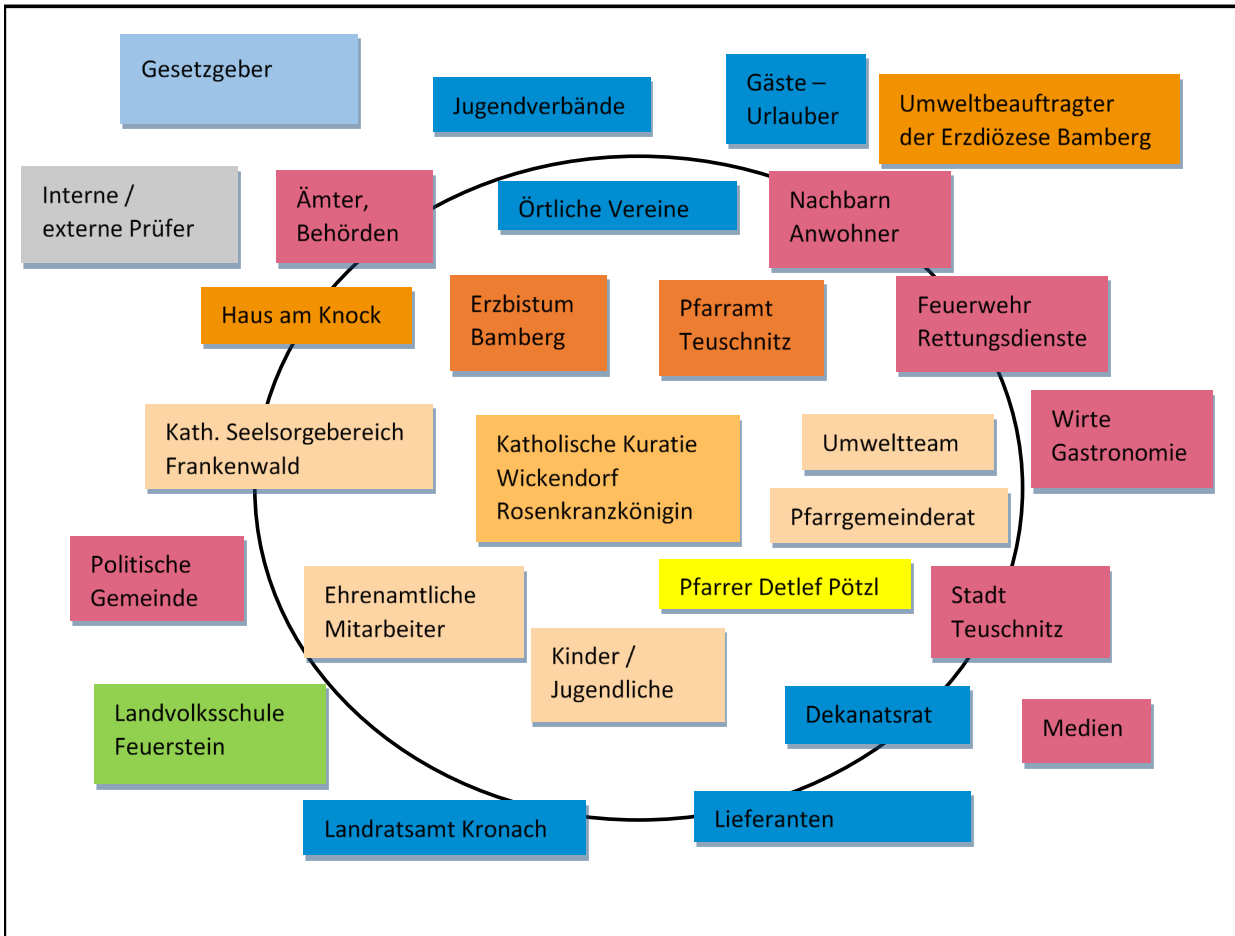 Gesetzgeber
Jugendverbände
Gäste –
Urlauber
Umweltbeauftragter
der Erzdiözese Bamberg
Interne /
externe Prüfer
Ämter,
Behörden
Örtliche Vereine
Nachbarn
Anwohner
Haus am Knock
Erzbistum
Bamberg
Pfarramt
Teuschnitz
Feuerwehr
Rettungsdienste
Kath. Seelsorgebereich
Frankenwald
Katholische Kuratie
Wickendorf
Rosenkranzkönigin
Umweltteam
Wirte
Gastronomie
Pfarrgemeinderat
Politische
Gemeinde
Ehrenamtliche
Mitarbeiter
Pfarrer Detlef Pötzl
Stadt
Teuschnitz
Kinder /
Jugendliche
Landvolksschule
Feuerstein
Dekanatsrat
Medien
Landratsamt Kronach
Lieferanten